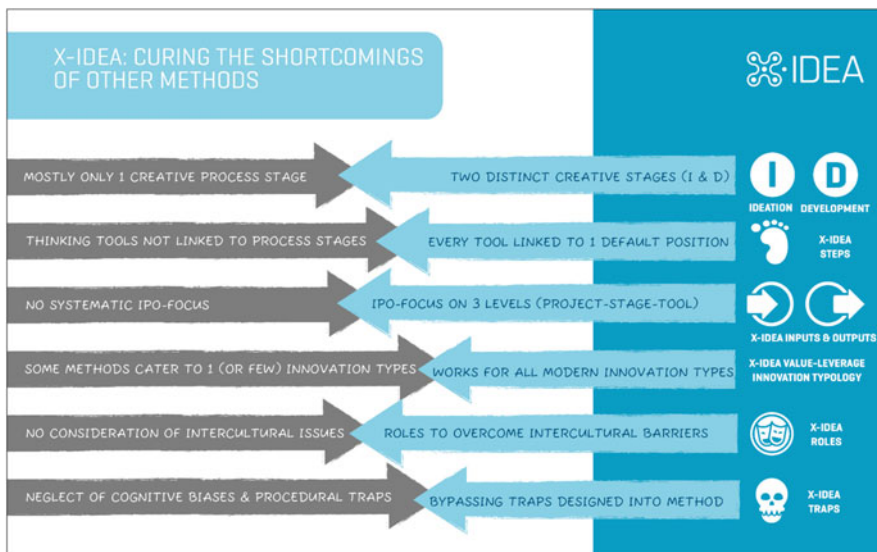 X-IDEA: CURING THE SHORTCOMINGS
OF OTHER METHODS
IDEA
MOSTLY ONLY 1 CREATIVE PROCESS STAGE
TWO DISTINCT CREATIVE STAGES (I & D)
I
D
IDEATION
DEVELOPMENT
THINKING TOOLS NOT LINKED TO PROCESS STAGES
EVERY TOOL LINKED TO 1 DEFAULT POSITION
X-IDEA
STEPS
NO SYSTEMATIC IPO-FOCUS
IPO-FOCUS ON 3 LEVELS (PROJECT-STAGE-TOOL)
X-IDEA INPUTS & OUTPUTS
SOME METHODS CATER TO 1 (OR FEW) INNOVATION TYPES
WORKS FOR ALL MODERN INNOVATION TYPES
X-IDEA VALUE-LEVERAGE
INNOVATION TYPOLOGY
NO CONSIDERATION OF INTERCULTURAL ISSUES
ROLES TO OVERCOME INTERCULTURAL BARRIERS
X-IDEA
ROLES
NEGLECT OF COGNITIVE BIASES & PROCEDURAL TRAPS
BYPASSING TRAPS DESIGNED INTO METHOD
X-IDEA
TRAPS